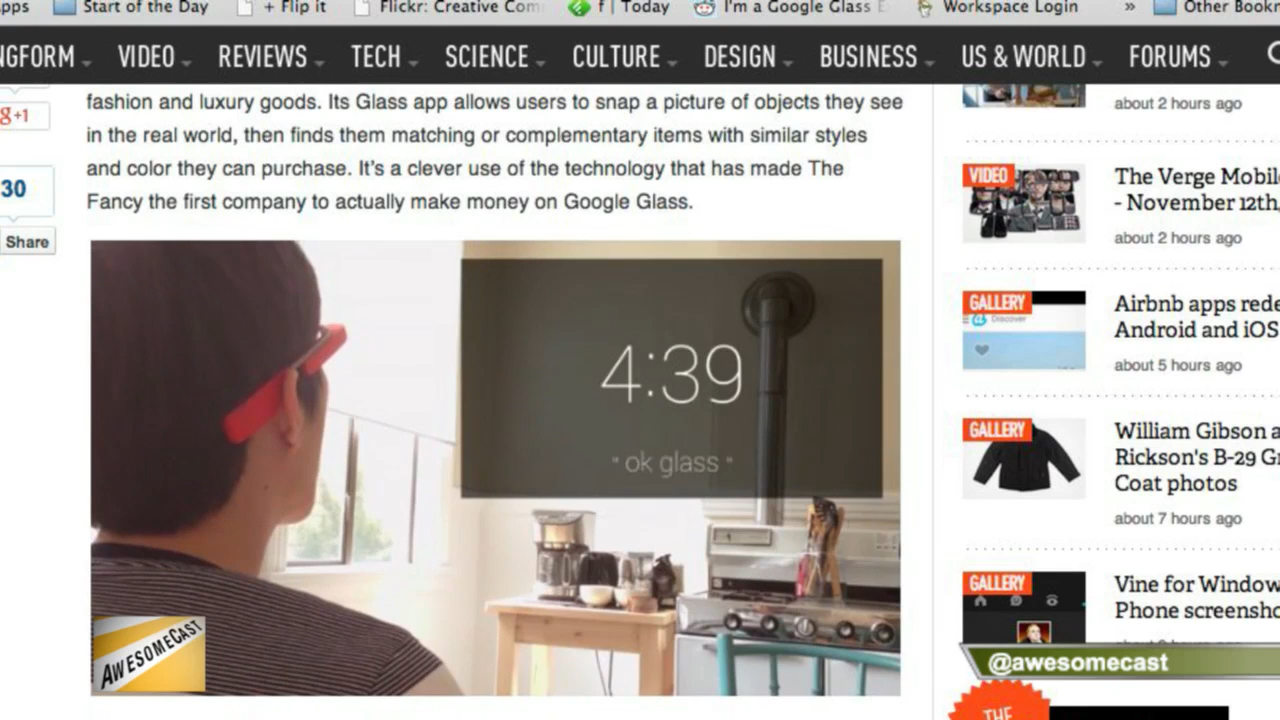 pps
Start of the Day
+ Flip it
Flickr: Creative Com
f | Today
I'm a Google Glass E
Workspace Login
»
Other Bookm
NGFORM
VIDEO
REVIEWS
TECH
SCIENCE
CULTURE
DESIGN
BUSINESS
US & WORLD
FORUMS
g+1
30
Share
fashion and luxury goods. Its Glass app allows users to snap a picture of objects they see
in the real world, then finds them matching or complementary items with similar styles
and color they can purchase. It's a clever use of the technology that has made The
Fancy the first company to actually make money on Google Glass.
4:39
"ok glass"
AWESOMECAST
about 2 hours ago
VIDEO
The Verge Mobile
- November 12th,
about 2 hours ago
GALLERY
Discover
Airbnb apps rede
Android and iOS
about 5 hours ago
GALLERY
William Gibson a
Rickson's B-29 Gr
Coat photos
about 7 hours ago
GALLERY
Vine for Window
Phone screensho
@awesomecast
THE